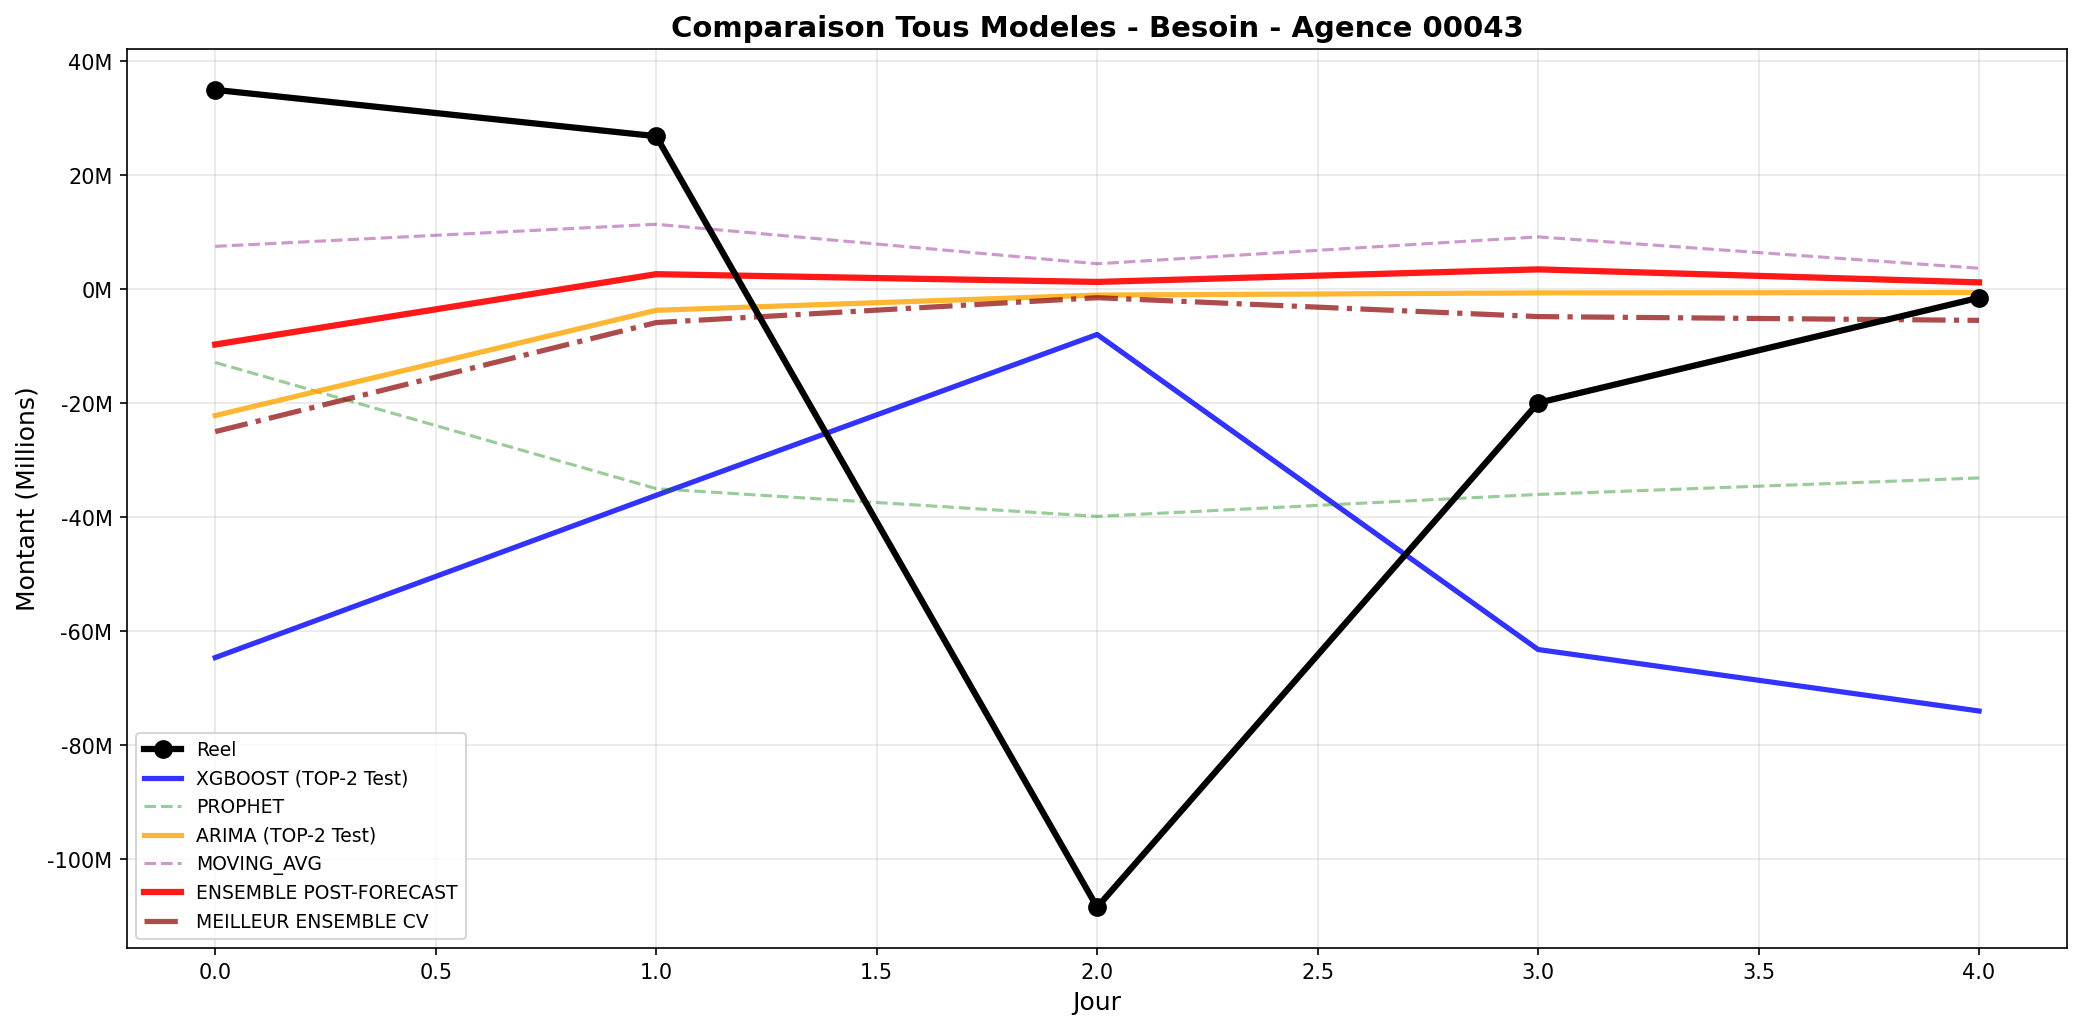 Comparaison Tous Modeles - Besoin - Agence 00043
Montant (Millions)
40M
20M
0M
-20M
-40M
-60M
-80M
-100M
Reel
XGBOOST (TOP-2 Test)
PROPHET
ARIMA (TOP-2 Test)
MOVING_AVG
ENSEMBLE POST-FORECAST
MEILLEUR ENSEMBLE CV
0.0 0.5 1.0 1.5 2.0 2.5 3.0 3.5 4.0
Jour